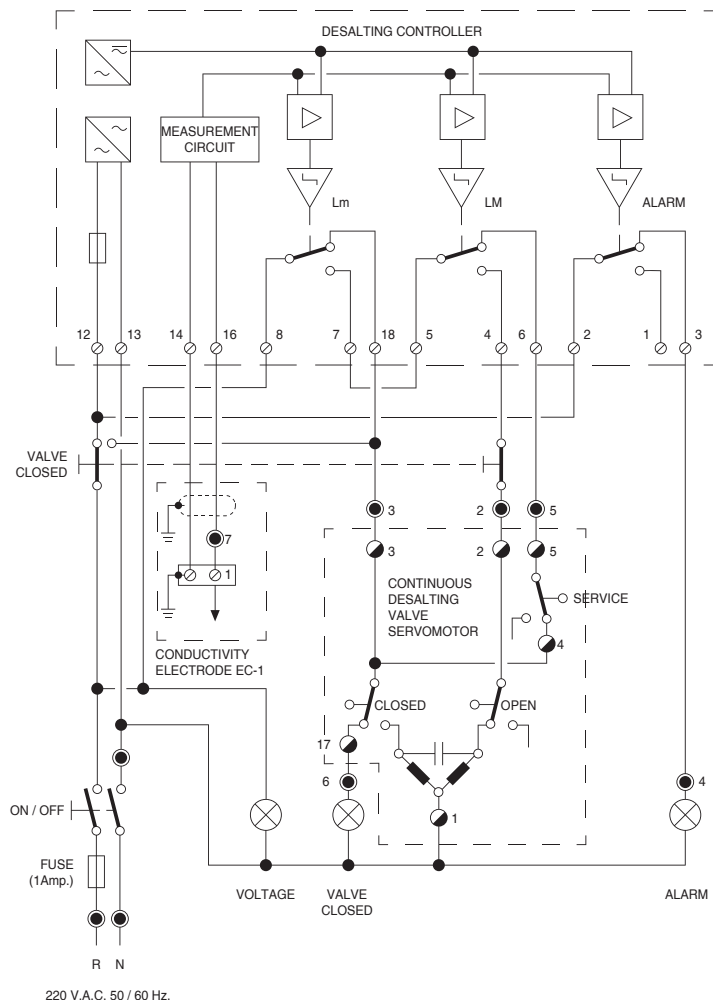 DESALTING CONTROLLER
MEASUREMENT
CIRCUIT
Lm
LM
ALARM
12
13
14
16
8
7
18
5
4
6
2
1
3
VALVE
CLOSED
3
2
5
7
3
2
5
1
CONTINUOUS
DESALTING
VALVE
SERVOMOTOR
SERVICE
4
CONDUCTIVITY
ELECTRODE EC-1
CLOSED
OPEN
17
6
4
1
ON / OFF
FUSE
(1Amp.)
VOLTAGE
VALVE
CLOSED
ALARM
R
N
220 V.A.C. 50 / 60 Hz.